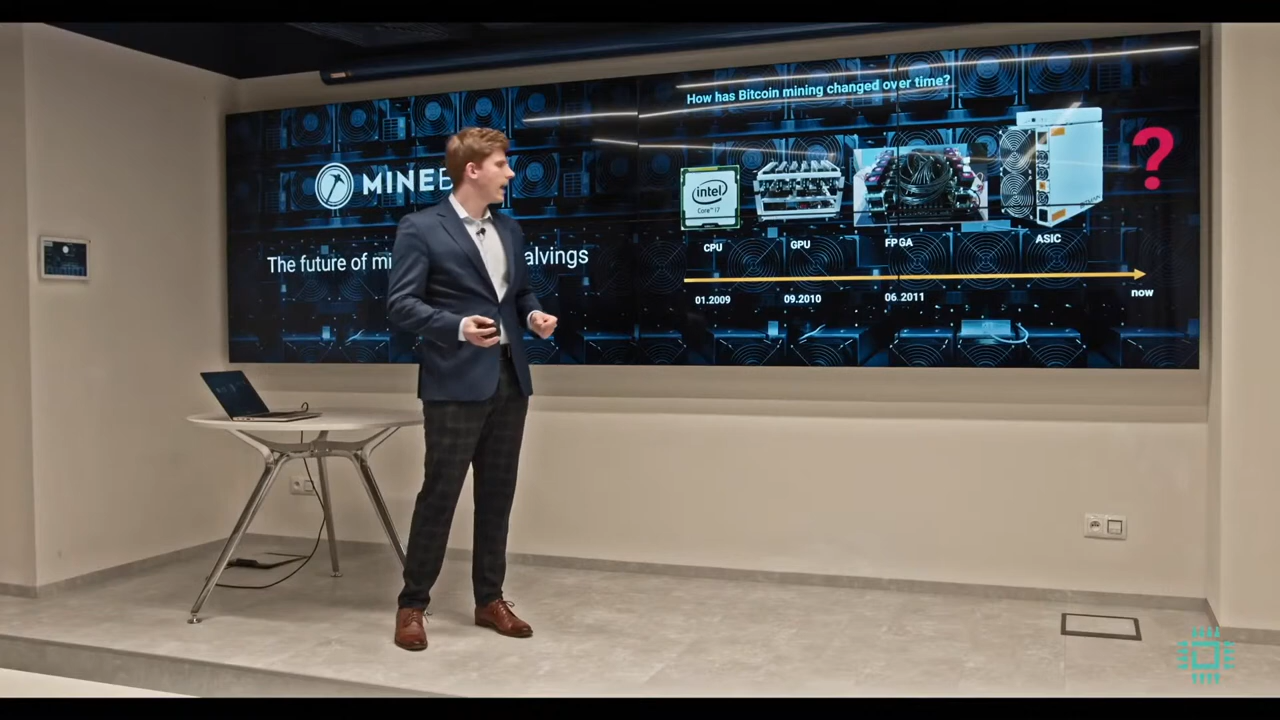 How has Bitcoin mining changed over time?
MINEB
The future of mi alvings
intel
Core™ i7
CPU
GPU
FPGA
ASIC
?
01.2009
09.2010
06.2011
now